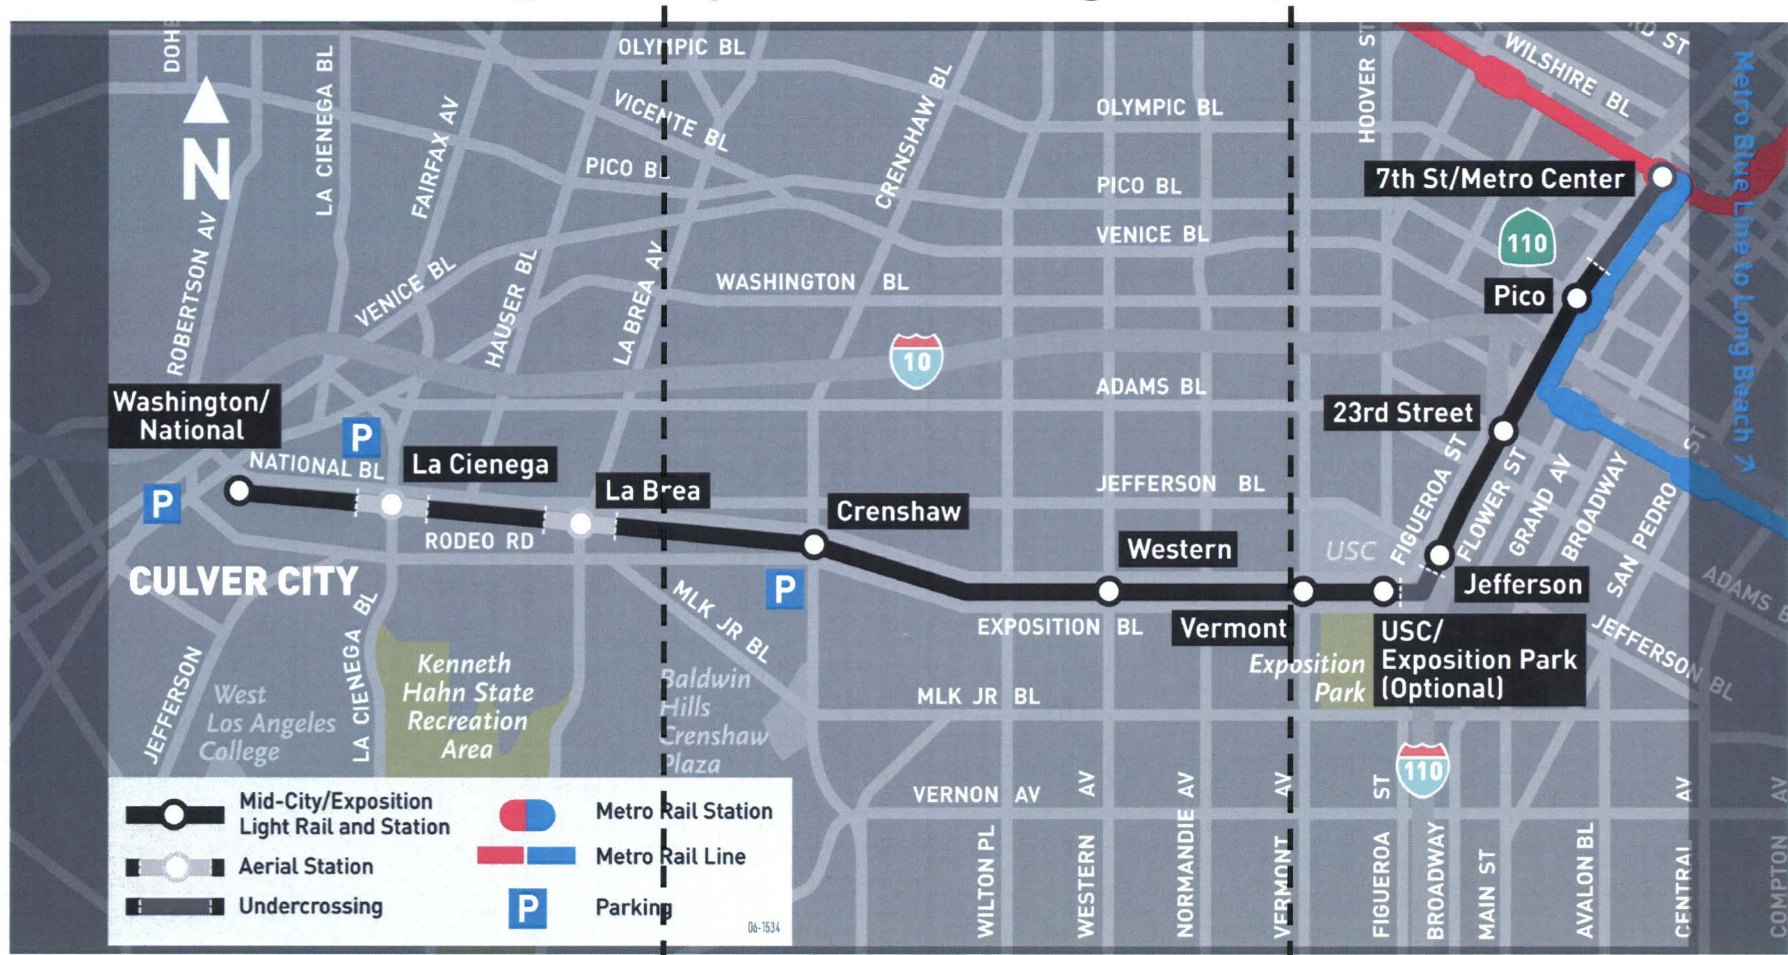 DOHE
LA CIENEGA BL
FAIRFAX AV
OLYMPIC BL
VICENTE BL
PICO BL
CRENSHAW BL
OLYMPIC BL
PICO BL
VENICE BL
HOOVER ST
WILSHIRE BL
RD ST
Metro Blue Line to Long Beach
N
7th St/Metro Center
110
Pico
ROBERTSON AV
VENICE BL
HAUSER BL
LA BREA AV
WASHINGTON BL
10
ADAMS BL
23rd Street
Washington/
National
P
NATIONAL BL
La Cienega
La Brea
P
RODEO RD
Crenshaw
P
JEFFERSON BL
Western
USC
FIGUEROA ST
FLOWER ST
GRAND AV
BROADWAY
SAN PEDRO ST
Jefferson
ADAMS B
CULVER CITY
MLK JR BL
EXPOSITION BL
Vermont
USC/
Exposition Park
(Optional)
Exposition
Park
JEFFERSON BL
JEFFERSON
West
Los Angeles
College
LA CIENEGA BL
Kenneth
Hahn State
Recreation
Area
Baldwin
Hills
Crenshaw
Plaza
MLK JR BL
110
VERNON AV
WILTON PL
WESTERN AV
NORMANDIE AV
VERMONT AV
FIGUEROA ST
BROADWAY
MAIN ST
AVALON BL
CENTRAL AV
COMPTON AV
Mid-City/Exposition
Light Rail and Station
Aerial Station
Undercrossing
Metro Rail Station
Metro Rail Line
P
Parking
06-1534